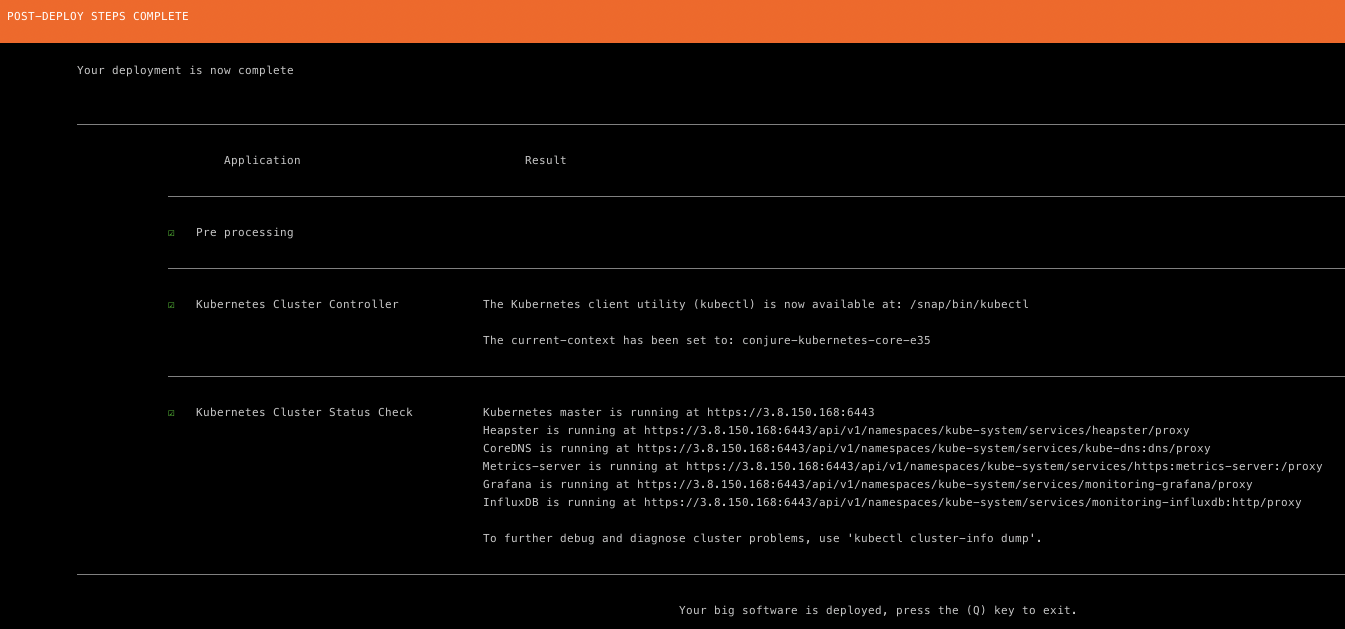 POST-DEPLOY STEPS COMPLETE
Your deployment is now complete
Application Result
☑ Pre processing
☑ Kubernetes Cluster Controller The Kubernetes client utility (kubectl) is now available at: /snap/bin/kubectl
The current-context has been set to: conjure-kubernetes-core-e35
☑ Kubernetes Cluster Status Check Kubernetes master is running at https://3.8.150.168:6443
Heapster is running at https://3.8.150.168:6443/api/v1/namespaces/kube-system/services/heapster/proxy
CoreDNS is running at https://3.8.150.168:6443/api/v1/namespaces/kube-system/services/kube-dns:dns/proxy
Metrics-server is running at https://3.8.150.168:6443/api/v1/namespaces/kube-system/services/https:metrics-server:/proxy
Grafana is running at https://3.8.150.168:6443/api/v1/namespaces/kube-system/services/monitoring-grafana/proxy
InfluxDB is running at https://3.8.150.168:6443/api/v1/namespaces/kube-system/services/monitoring-influxdb:http/proxy
To further debug and diagnose cluster problems, use 'kubectl cluster-info dump'.
Your big software is deployed, press the (Q) key to exit.